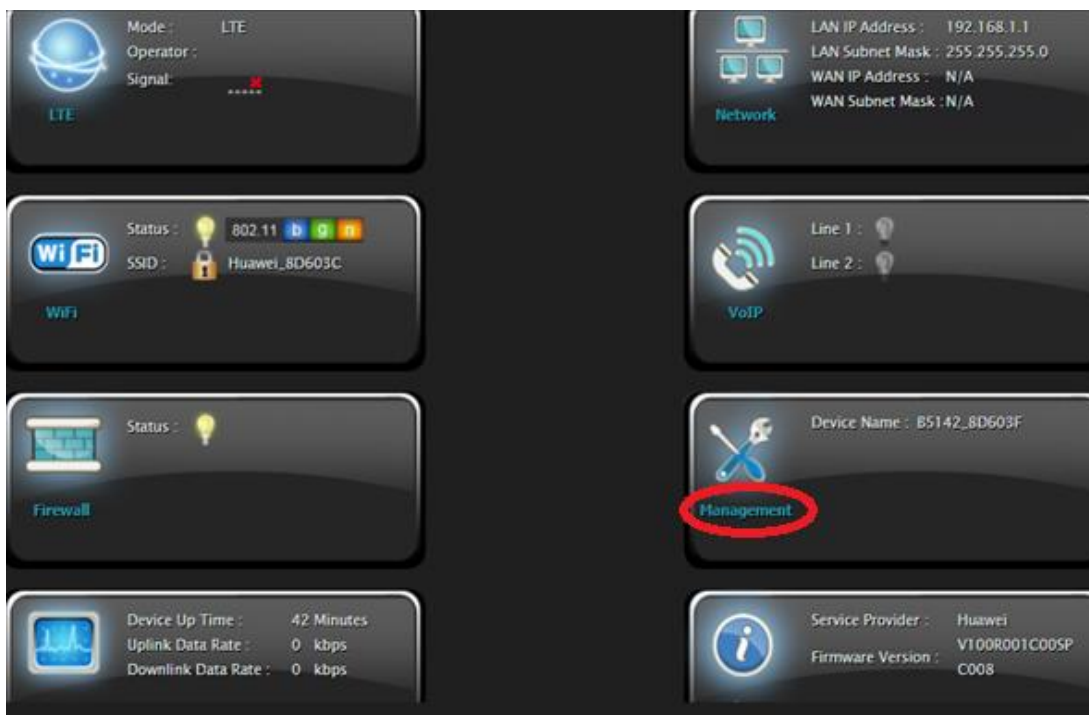 Mode : LTE
Operator :
Signal:
LTE
LAN IP Address : 192.168.1.1
LAN Subnet Mask : 255.255.255.0
WAN IP Address : N/A
WAN Subnet Mask : N/A
Network
Status : 802.11 b g n
Wi Fi
SSID : Huawei_8D603C
WiFi
Line 1 :
Line 2 :
VoIP
Status :
Firewall
Device Name : B5142_8D603F
Management
Device Up Time : 42 Minutes
Uplink Data Rate : 0 kbps
Downlink Data Rate : 0 kbps
Service Provider : Huawei
Firmware Version : V100R001C00SP
C008